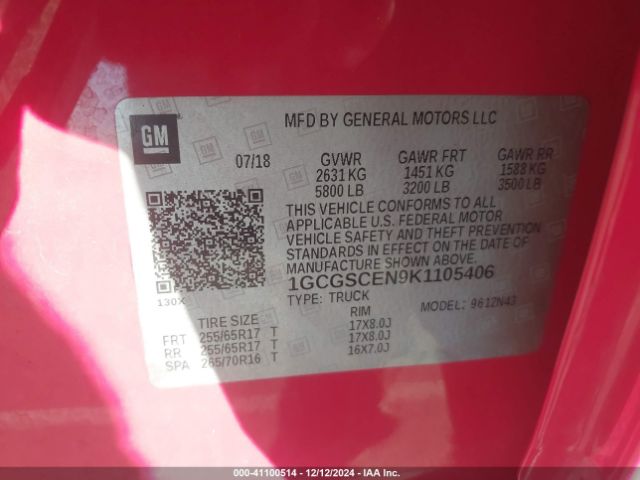 MFD BY GENERAL MOTORS LLC
GM
07/18 GVWR GAWR FRT GAWR RR
2631 KG 1451 KG 1588 KG
5800 LB 3200 LB 3500 LB
THIS VEHICLE CONFORMS TO ALL
APPLICABLE U.S. FEDERAL MOTOR
VEHICLE SAFETY AND THEFT PREVENTION
STANDARDS IN EFFECT ON THE DATE OF
MANUFACTURE SHOWN ABOVE.
1GCGSCEN9K1105406
130X
TYPE: TRUCK MODEL: 9612N43
TIRE SIZE RIM
FRT 255/65R17 T 17X8.0J
RR 255/65R17 T 17X8.0J
SPA 265/70R16 T 16X7.0J
000-41100514 - 12/12/2024 - IAA Inc.